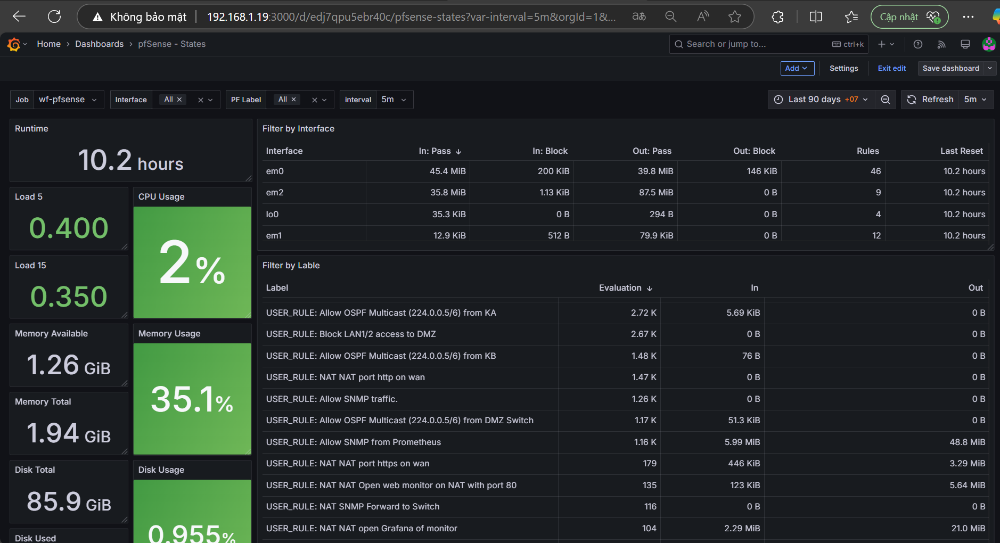 Không bảo mật
192.168.1.19:3000/d/edj7qpu5ebr40c/pfsense-states?var-interval=5m&orgId=1&...
Cập nhật
Home › Dashboards › pfSense - States
Search or jump to...
ctrl+k
Add
Settings
Exit edit
Save dashboard
Job wf-pfsense
Interface All
PF Label All
interval 5m
Last 90 days +07
Refresh
5m
Runtime
10.2 hours
Load 5
0.400
CPU Usage
2%
Load 15
0.350
Memory Available
1.26 GiB
Memory Usage
35.1%
Memory Total
1.94 GiB
Disk Total
85.9 GiB
Disk Usage
0.955%
Disk Used
Filter by Interface
Interface In: Pass In: Block Out: Pass Out: Block Rules Last Reset
em0 45.4 MiB 200 KiB 39.8 MiB 146 KiB 46 10.2 hours
em2 35.8 MiB 1.13 KiB 87.5 MiB 0 B 9 10.2 hours
lo0 35.3 KiB 0 B 294 B 0 B 4 10.2 hours
em1 12.9 KiB 512 B 79.9 KiB 0 B 12 10.2 hours
Filter by Lable
Label Evaluation In Out
USER_RULE: Allow OSPF Multicast (224.0.0.5/6) from KA 2.72 K 5.69 KiB 0 B
USER_RULE: Block LAN1/2 access to DMZ 2.67 K 0 B 0 B
USER_RULE: Allow OSPF Multicast (224.0.0.5/6) from KB 1.48 K 76 B 0 B
USER_RULE: NAT NAT port http on wan 1.47 K 0 B 0 B
USER_RULE: Allow SNMP traffic. 1.26 K 0 B 0 B
USER_RULE: Allow OSPF Multicast (224.0.0.5/6) from DMZ Switch 1.17 K 51.3 KiB 0 B
USER_RULE: Allow SNMP from Prometheus 1.16 K 5.99 MiB 48.8 MiB
USER_RULE: NAT NAT port https on wan 179 446 KiB 3.29 MiB
USER_RULE: NAT NAT Open web monitor on NAT with port 80 135 123 KiB 5.64 MiB
USER_RULE: NAT SNMP Forward to Switch 116 0 B 0 B
USER_RULE: NAT NAT open Grafana of monitor 104 2.29 MiB 21.0 MiB